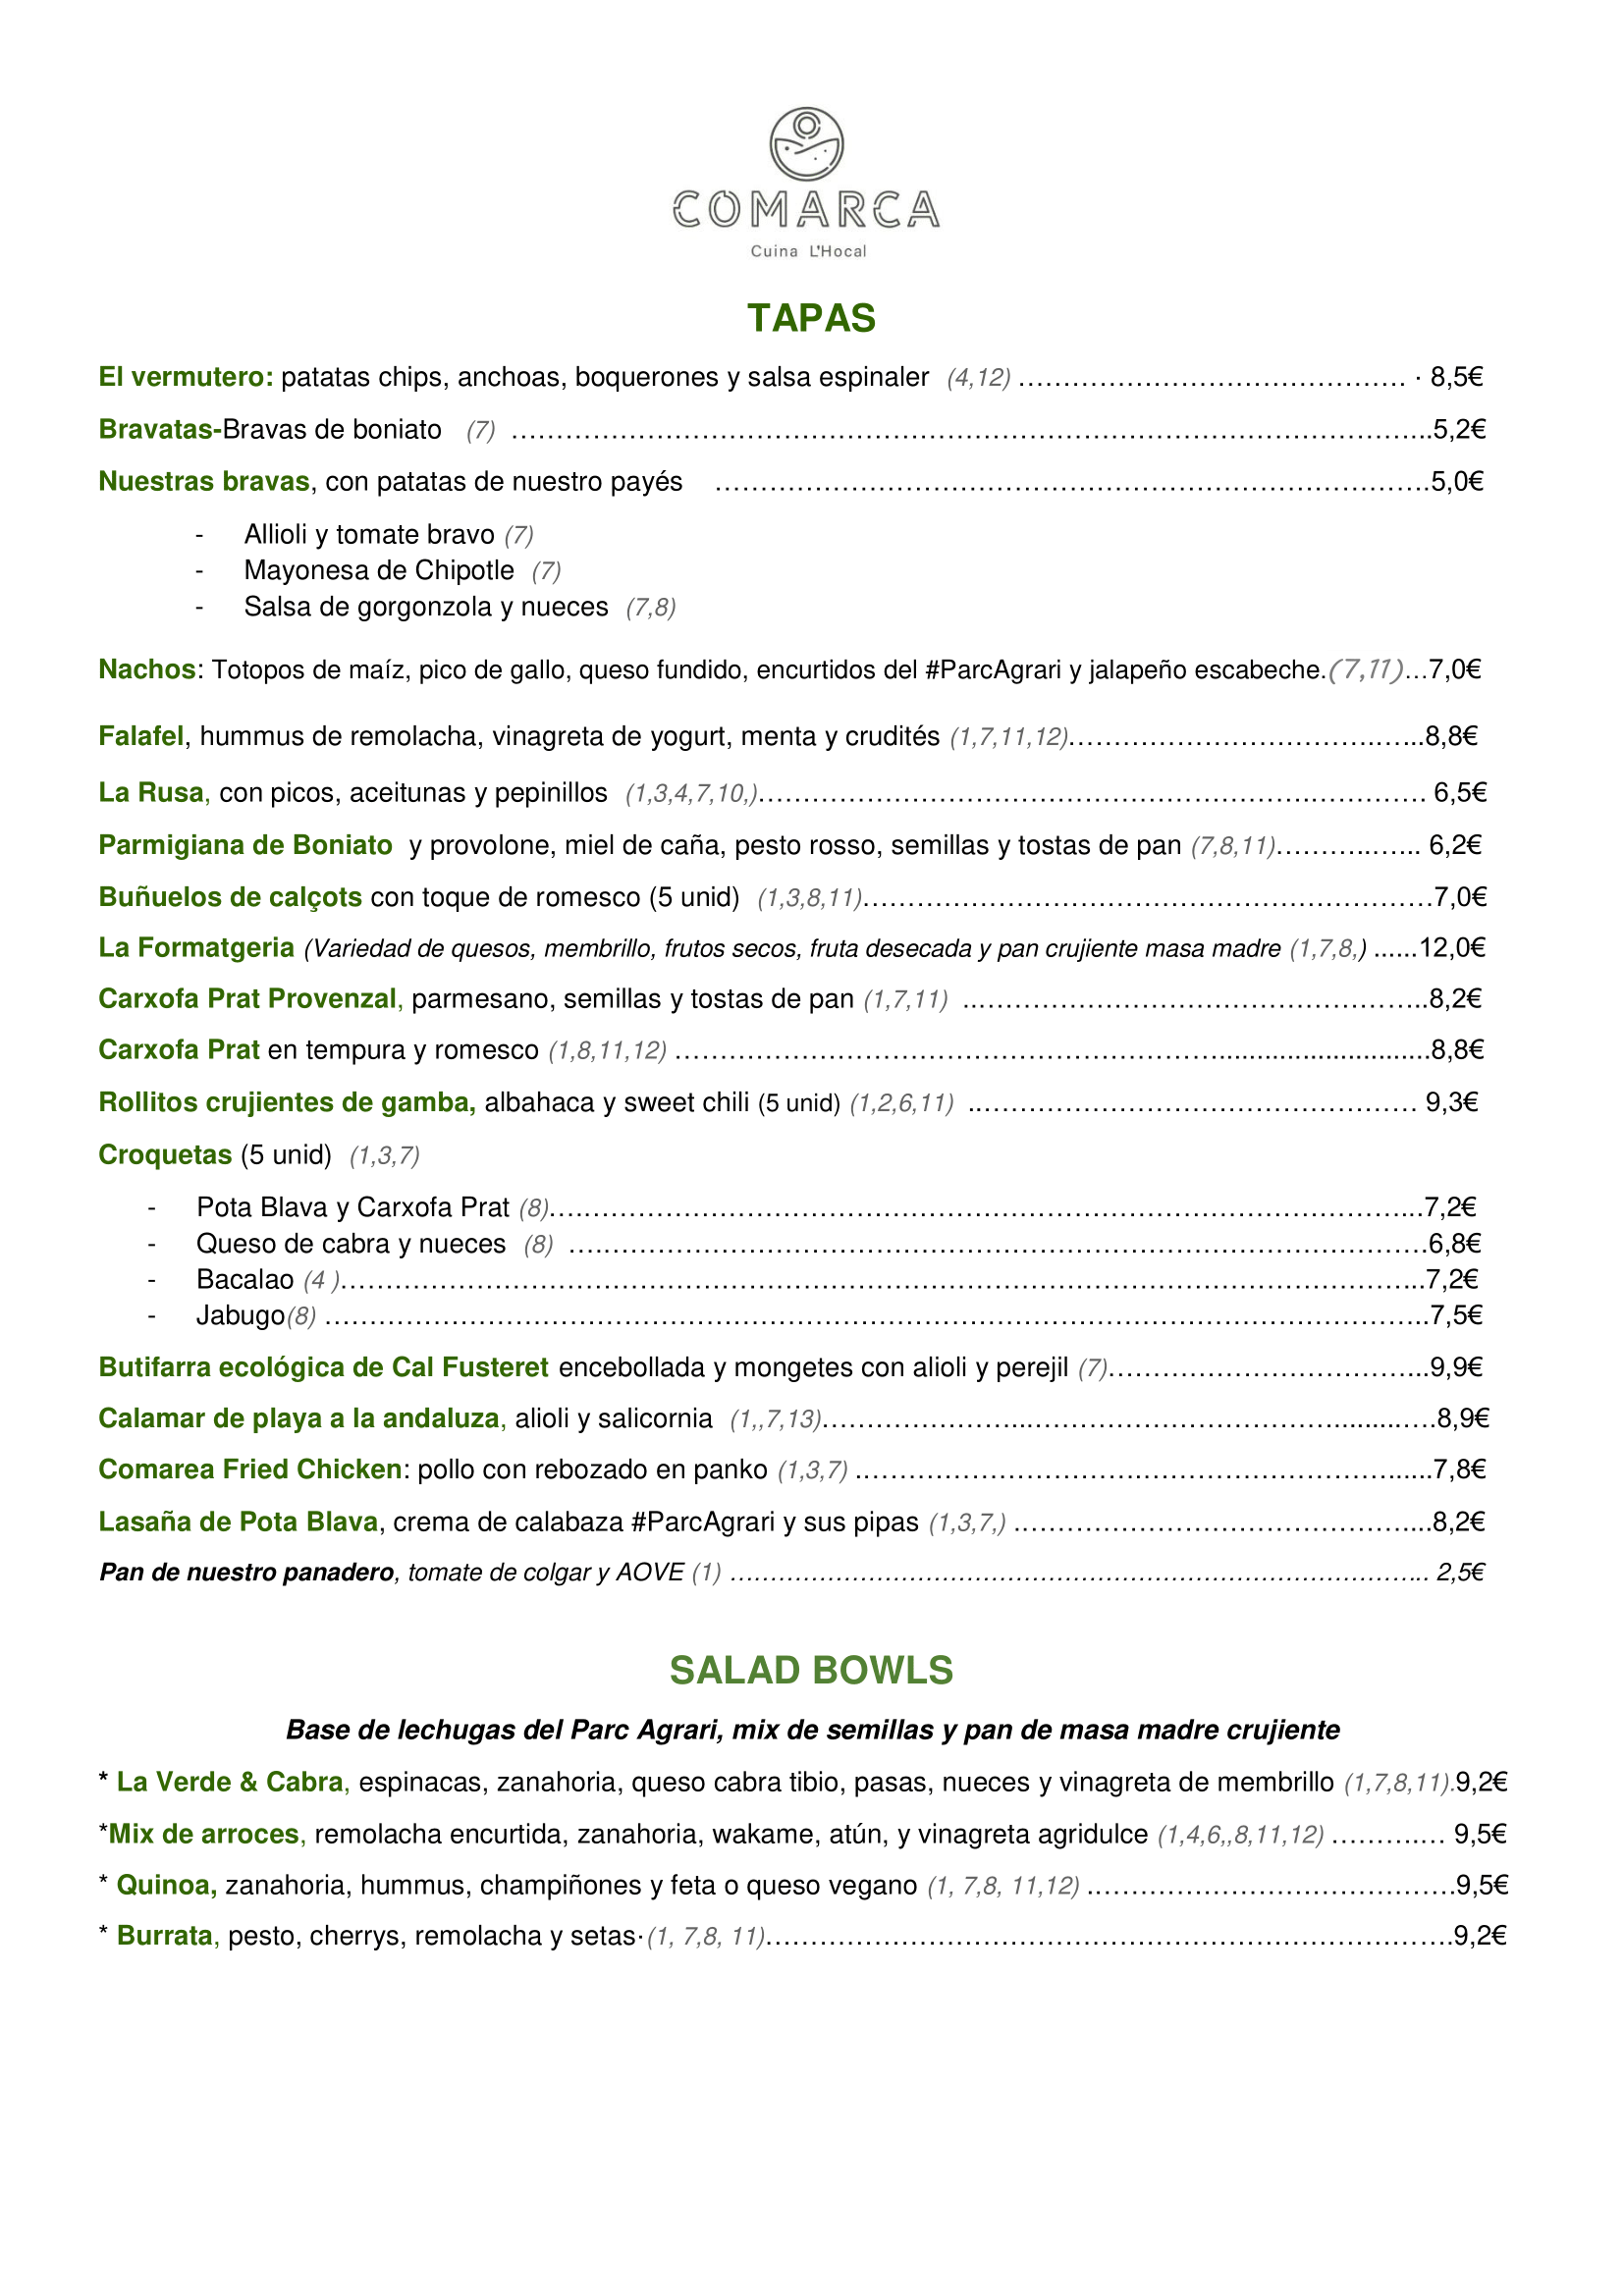 COMARCA
Cuina L'Hocal
TAPAS
El vermutero: patatas chips, anchoas, boquerones y salsa espinaler (4,12) …………………………………… · 8,5€
Bravatas-Bravas de boniato (7) ………………………………………………………………………………………...5,2€
Nuestras bravas, con patatas de nuestro payés …………………………………………………………………….5,0€
- Allioli y tomate bravo (7)
- Mayonesa de Chipotle (7)
- Salsa de gorgonzola y nueces (7,8)
Nachos: Totopos de maíz, pico de gallo, queso fundido, encurtidos del #ParcAgrari y jalapeño escabeche.(7,11)…7,0€
Falafel, hummus de remolacha, vinagreta de yogurt, menta y crudités (1,7,11,12)…………………………….…...8,8€
La Rusa, con picos, aceitunas y pepinillos (1,3,4,7,10,)…………………………………………………….………… 6,5€
Parmigiana de Boniato y provolone, miel de caña, pesto rosso, semillas y tostas de pan (7,8,11)………..….. 6,2€
Buñuelos de calçots con toque de romesco (5 unid) (1,3,8,11)………………………………………………………7,0€
La Formatgeria (Variedad de quesos, membrillo, frutos secos, fruta desecada y pan crujiente masa madre (1,7,8,) ......12,0€
Carxofa Prat Provenzal, parmesano, semillas y tostas de pan (1,7,11) ..…………………………………………...8,2€
Carxofa Prat en tempura y romesco (1,8,11,12) ……………………………………………………............................8,8€
Rollitos crujientes de gamba, albahaca y sweet chili (5 unid) (1,2,6,11) ..………………………………………… 9,3€
Croquetas (5 unid) (1,3,7)
- Pota Blava y Carxofa Prat (8)….………………………………………………………………………………...7,2€
- Queso de cabra y nueces (8) ….……………………………………………………………………………….6,8€
- Bacalao (4 )…………………………………………………………………………………………………………...7,2€
- Jabugo(8) …………………………………………………………………………………………………………...7,5€
Butifarra ecológica de Cal Fusteret encebollada y mongetes con alioli y perejil (7)……………………………...9,9€
Calamar de playa a la andaluza, alioli y salicornia (1,,7,13)…………………..…………………………….......….8,9€
Comarea Fried Chicken: pollo con rebozado en panko (1,3,7) .…………………………………………………......7,8€
Lasaña de Pota Blava, crema de calabaza #ParcAgrari y sus pipas (1,3,7,) ……………………………………....8,2€
Pan de nuestro panadero, tomate de colgar y AOVE (1) ………………………………………………………………………….. 2,5€
SALAD BOWLS
Base de lechugas del Parc Agrari, mix de semillas y pan de masa madre crujiente
* La Verde & Cabra, espinacas, zanahoria, queso cabra tibio, pasas, nueces y vinagreta de membrillo (1,7,8,11).9,2€
*Mix de arroces, remolacha encurtida, zanahoria, wakame, atún, y vinagreta agridulce (1,4,6,,8,11,12) ……….… 9,5€
* Quinoa, zanahoria, hummus, champiñones y feta o queso vegano (1, 7,8, 11,12) .………………………………….9,5€
* Burrata, pesto, cherrys, remolacha y setas·(1, 7,8, 11)………………………………………………………………….9,2€